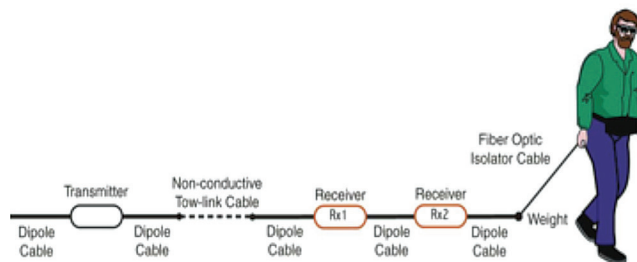 Fiber Optic
Isolator Cable
Transmitter
Non-conductive
Tow-link Cable
Receiver
Receiver
Rx1
Rx2
Dipole
Cable
Dipole
Cable
Dipole
Cable
Dipole
Cable
Dipole
Cable
Weight